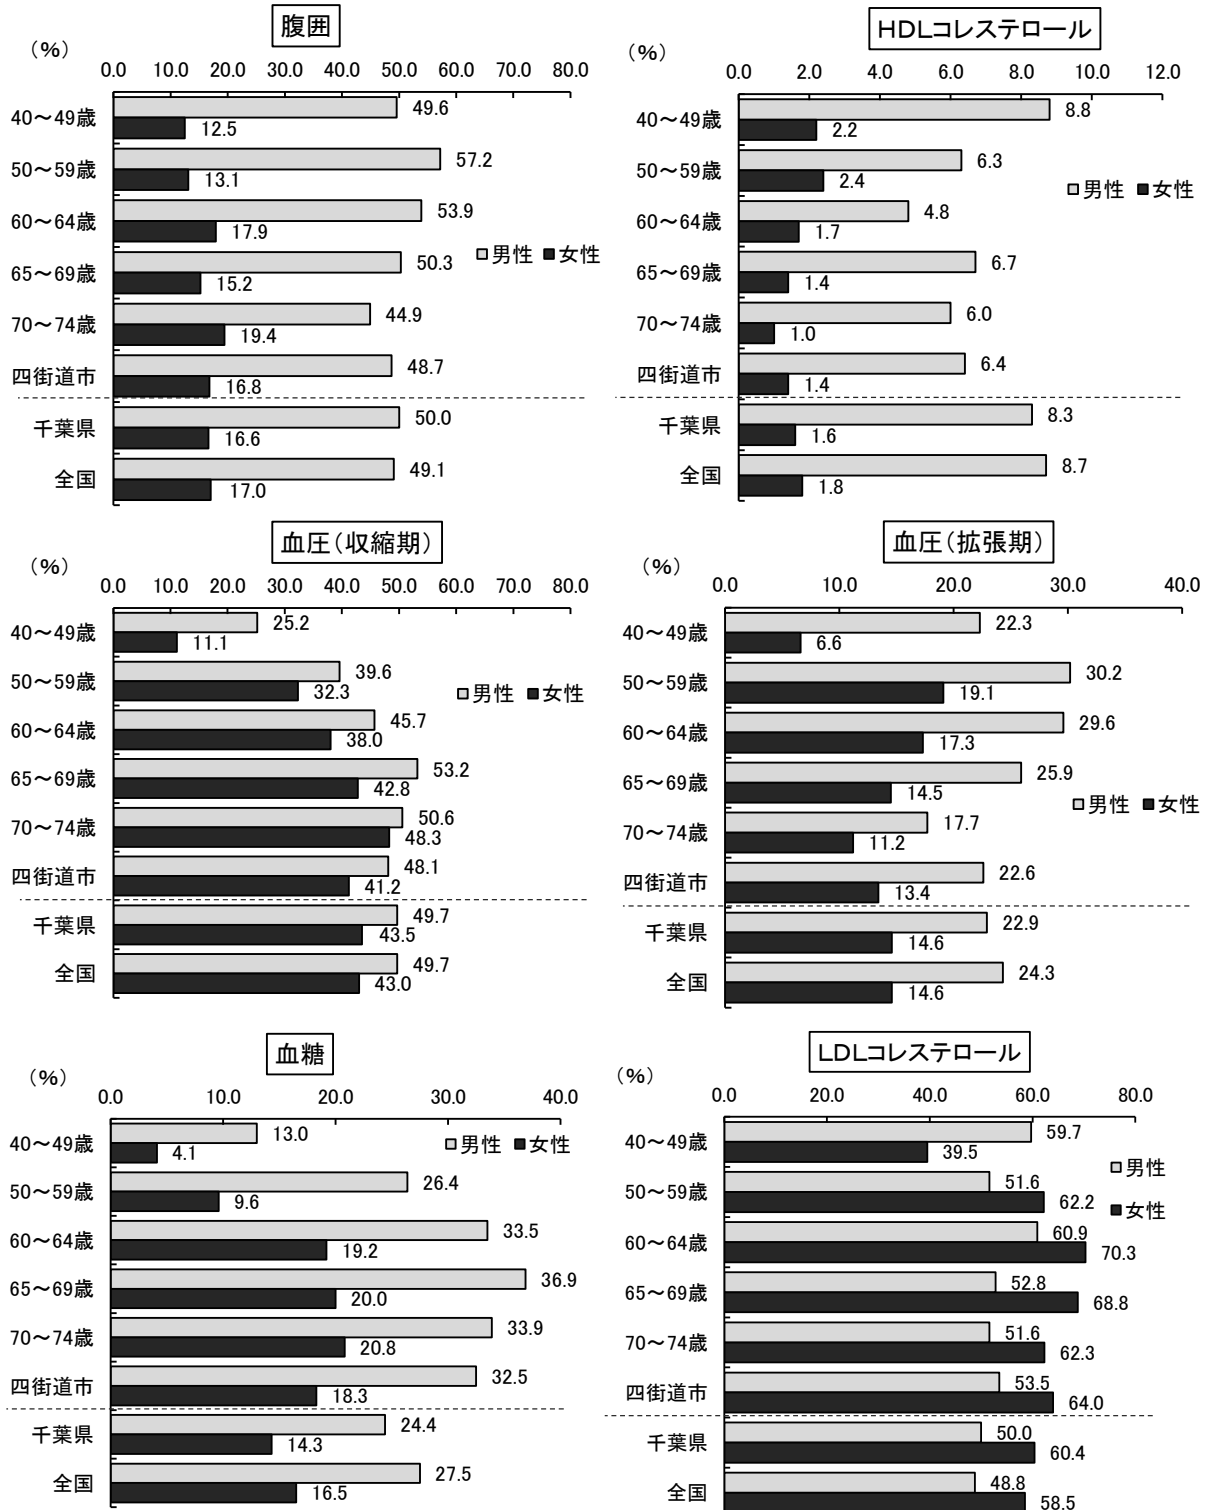 腹囲
(%)
0.0 10.0 20.0 30.0 40.0 50.0 60.0 70.0 80.0
40～49歳 49.6
12.5
50～59歳 57.2
13.1
60～64歳 53.9
17.9
男性 女性
65～69歳 50.3
15.2
70～74歳 44.9
19.4
四街道市 48.7
16.8
千葉県 50.0
16.6
全国 49.1
17.0
HDLコレステロール
(%)
0.0 2.0 4.0 6.0 8.0 10.0 12.0
40～49歳 8.8
2.2
50～59歳 6.3
2.4
男性 女性
60～64歳 4.8
1.7
65～69歳 6.7
1.4
70～74歳 6.0
1.0
四街道市 6.4
1.4
千葉県 8.3
1.6
全国 8.7
1.8
血圧(収縮期)
(%)
0.0 10.0 20.0 30.0 40.0 50.0 60.0 70.0 80.0
40～49歳 25.2
11.1
50～59歳 39.6
32.3
男性 女性
60～64歳 45.7
38.0
65～69歳 53.2
42.8
70～74歳 50.6
48.3
四街道市 48.1
41.2
千葉県 49.7
43.5
全国 49.7
43.0
血圧(拡張期)
(%)
0.0 10.0 20.0 30.0 40.0
40～49歳 22.3
6.6
50～59歳 30.2
19.1
60～64歳 29.6
17.3
65～69歳 25.9
14.5
男性 女性
70～74歳 17.7
11.2
四街道市 22.6
13.4
千葉県 22.9
14.6
全国 24.3
14.6
血糖
(%)
0.0 10.0 20.0 30.0 40.0
40～49歳 13.0
男性 女性
4.1
50～59歳 26.4
9.6
60～64歳 33.5
19.2
65～69歳 36.9
20.0
70～74歳 33.9
20.8
四街道市 32.5
18.3
千葉県 24.4
14.3
全国 27.5
16.5
LDLコレステロール
(%)
0.0 20.0 40.0 60.0 80.0
40～49歳 59.7
39.5
男性
50～59歳 51.6
62.2
女性
60～64歳 60.9
70.3
65～69歳 52.8
68.8
70～74歳 51.6
62.3
四街道市 53.5
64.0
千葉県 50.0
60.4
全国 48.8
58.5